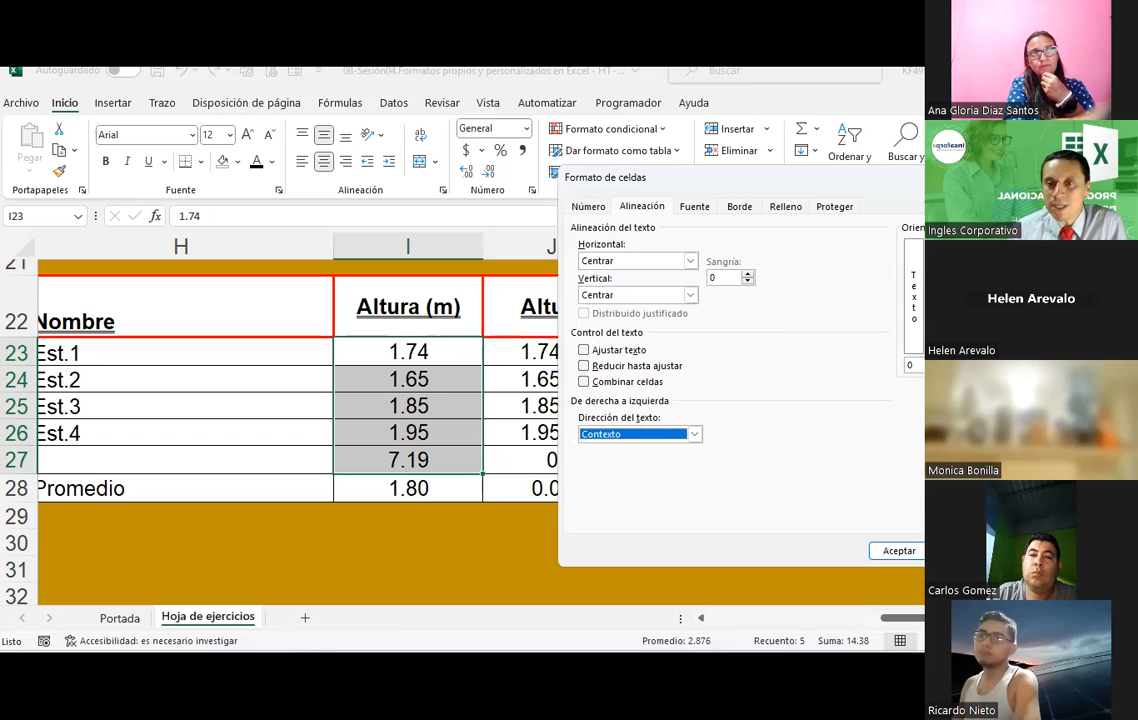 Autoguardado
08-Sesión04.Formatos propios y personalizados en Excel - HT -
Buscar
KF49
Archivo Inicio Insertar Trazo Disposición de página Fórmulas Datos Revisar Vista Automatizar Programador Ayuda
Pegar
Arial 12
N K S
General
$ %
Formato condicional
Dar formato como tabla
Insertar
Eliminar
Ordenar y
Buscar y
Portapapeles Fuente Alineación Número
I23 fx 1.74
H I J
21
22 Nombre Altura (m) Altu
23 Est.1 1.74 1.74
24 Est.2 1.65 1.65
25 Est.3 1.85 1.85
26 Est.4 1.95 1.95
27 7.19 0
28 Promedio 1.80 0.0
29
30
31
32
Formato de celdas
Número Alineación Fuente Borde Relleno Proteger
Alineación del texto
Horizontal:
Centrar
Sangría:
Vertical:
0
Centrar
Distribuido justificado
Control del texto
Ajustar texto
Reducir hasta ajustar
Combinar celdas
De derecha a izquierda
Dirección del texto:
Contexto
Orien
Texto
0
Aceptar
Portada Hoja de ejercicios
Listo Accesibilidad: es necesario investigar Promedio: 2.876 Recuento: 5 Suma: 14.38
Ana Gloria Diaz Santos
Ingles Corporativo
Helen Arevalo
Helen Arevalo
Monica Bonilla
Carlos Gomez
Ricardo Nieto